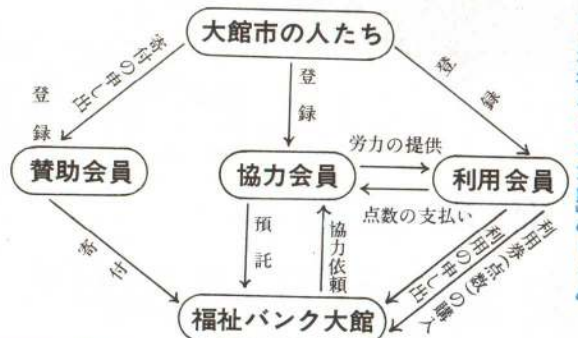 大館市の人たち
寄付の申し出
登録
登録
登録
労力の提供
賛助会員
協力会員
利用会員
点数の支払い
寄付
預託
協力依頼
利用の申し出
利用券(点数)の購入
福祉バンク大館